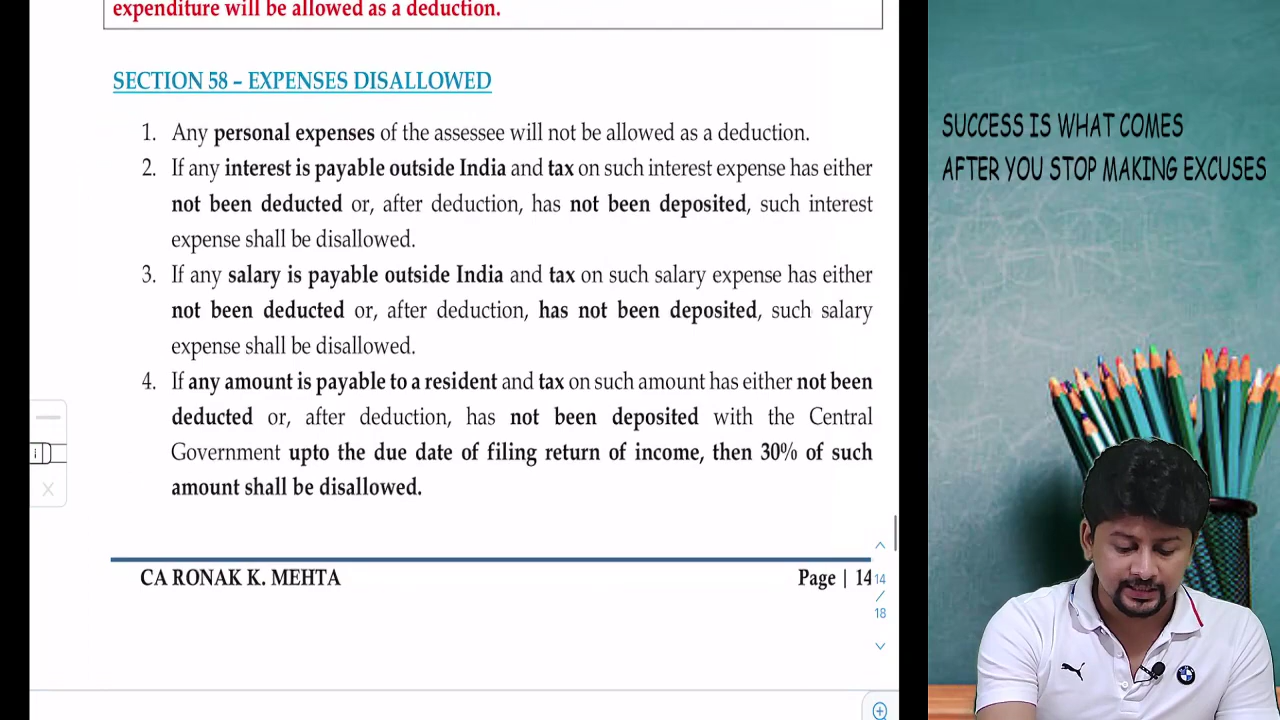 expenditure will be allowed as a deduction.
SECTION 58 – EXPENSES DISALLOWED
1. Any personal expenses of the assessee will not be allowed as a deduction.
2. If any interest is payable outside India and tax on such interest expense has either
not been deducted or, after deduction, has not been deposited, such interest
expense shall be disallowed.
3. If any salary is payable outside India and tax on such salary expense has either
not been deducted or, after deduction, has not been deposited, such salary
expense shall be disallowed.
4. If any amount is payable to a resident and tax on such amount has either not been
deducted or, after deduction, has not been deposited with the Central
Government upto the due date of filing return of income, then 30% of such
amount shall be disallowed.
CA RONAK K. MEHTA
Page | 14
14
/
18
SUCCESS IS WHAT COMES
AFTER YOU STOP MAKING EXCUSES